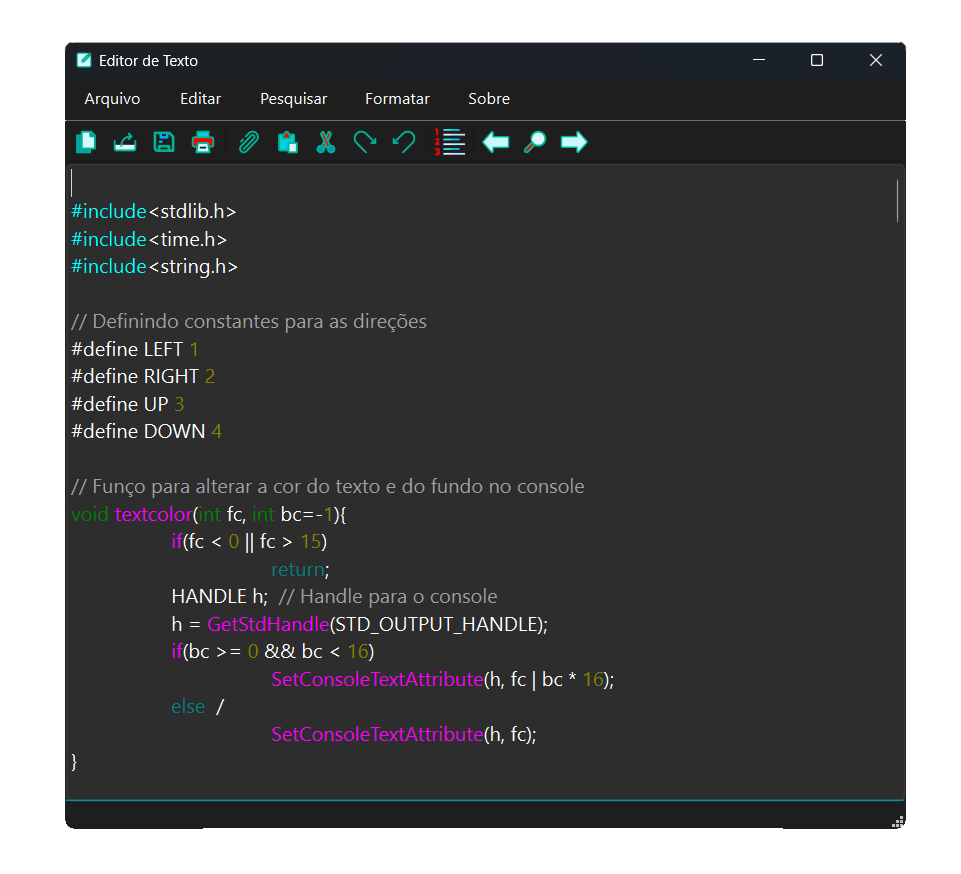 Editor de Texto
Arquivo Editar Pesquisar Formatar Sobre
1
2
3
#include<stdlib.h>
#include<time.h>
#include<string.h>
// Definindo constantes para as direções
#define LEFT 1
#define RIGHT 2
#define UP 3
#define DOWN 4
// Funço para alterar a cor do texto e do fundo no console
void textcolor(int fc, int bc=-1){
if(fc < 0 || fc > 15)
return;
HANDLE h;  // Handle para o console
h = GetStdHandle(STD_OUTPUT_HANDLE);
if(bc >= 0 && bc < 16)
SetConsoleTextAttribute(h, fc | bc * 16);
else  /
SetConsoleTextAttribute(h, fc);
}